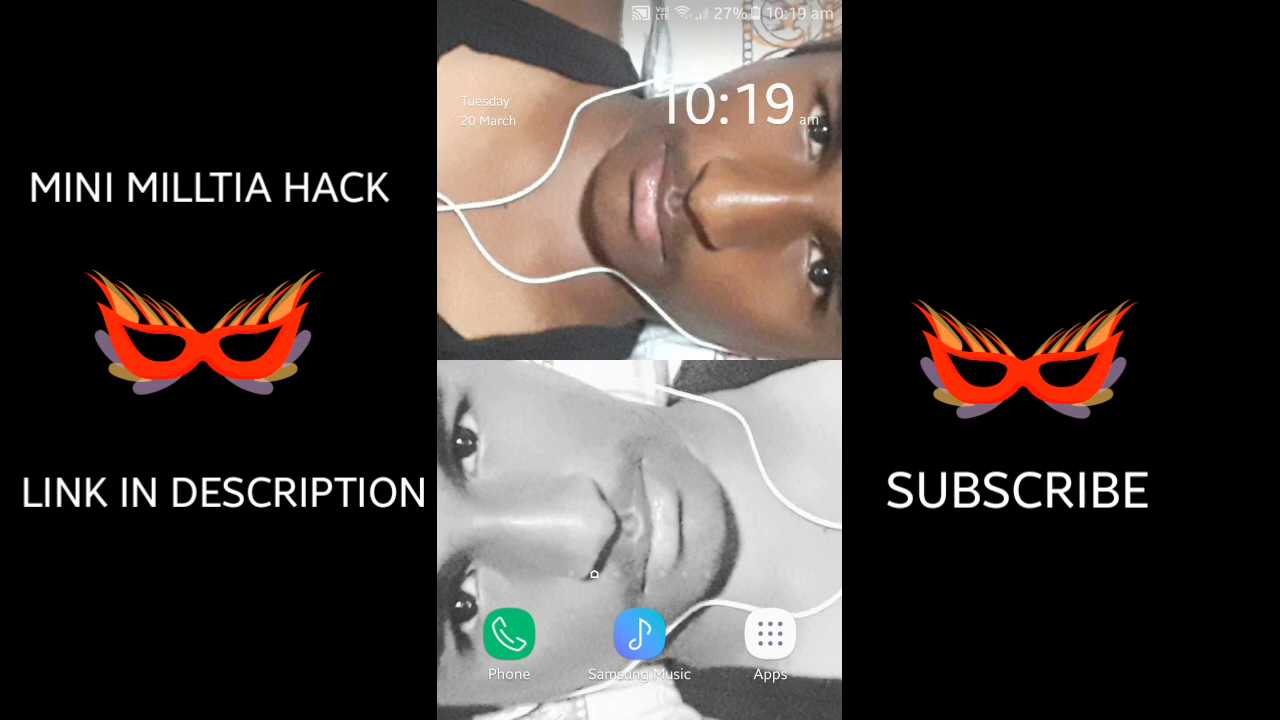 VoLTE 27% 10:19 am
MINI MILLTIA HACK
LINK IN DESCRIPTION
Tuesday
20 March
10:19 am
Phone
Samsung Music
Apps
SUBSCRIBE